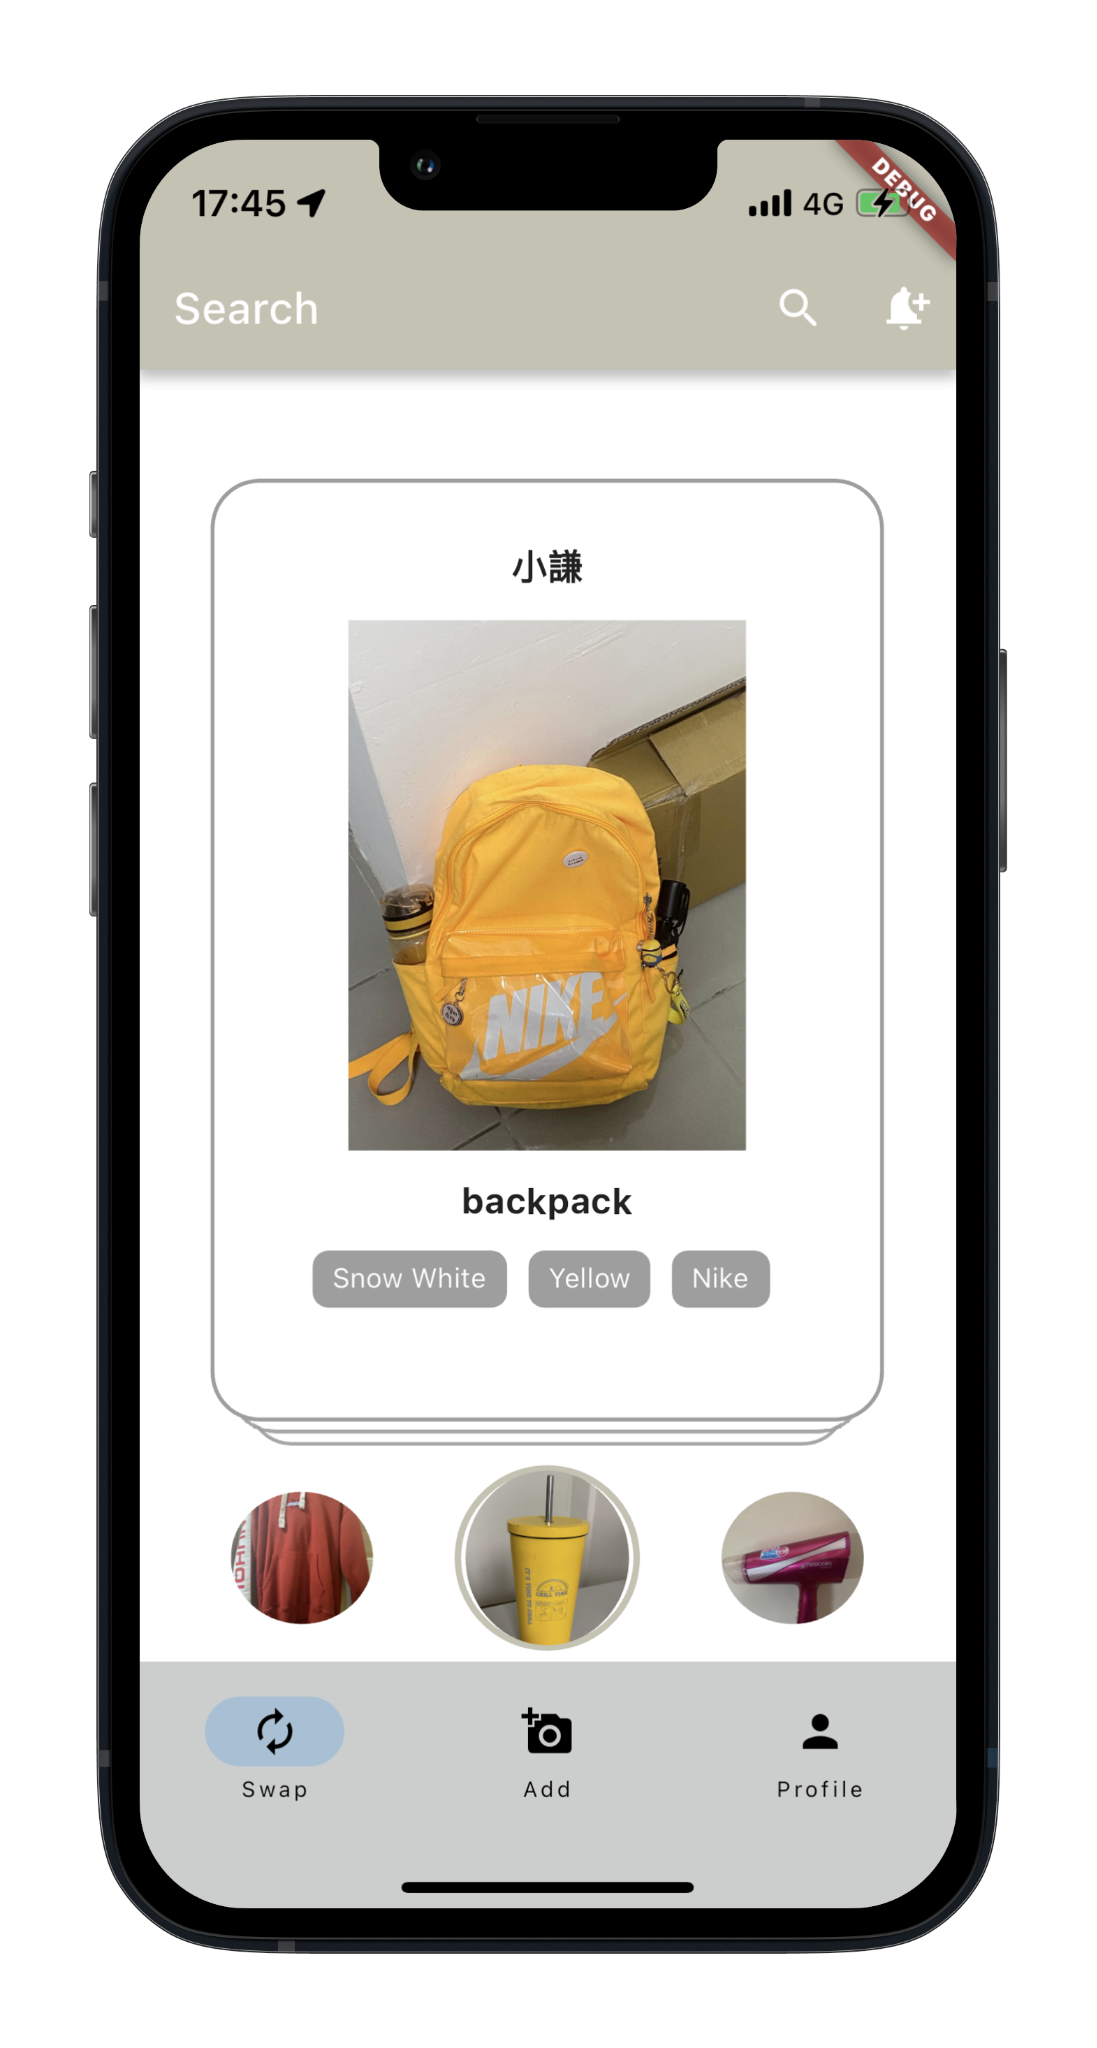 17:45
4G
DEBUG
Search
小謙
NIKE
backpack
Snow White
Yellow
Nike
Swap
Add
Profile